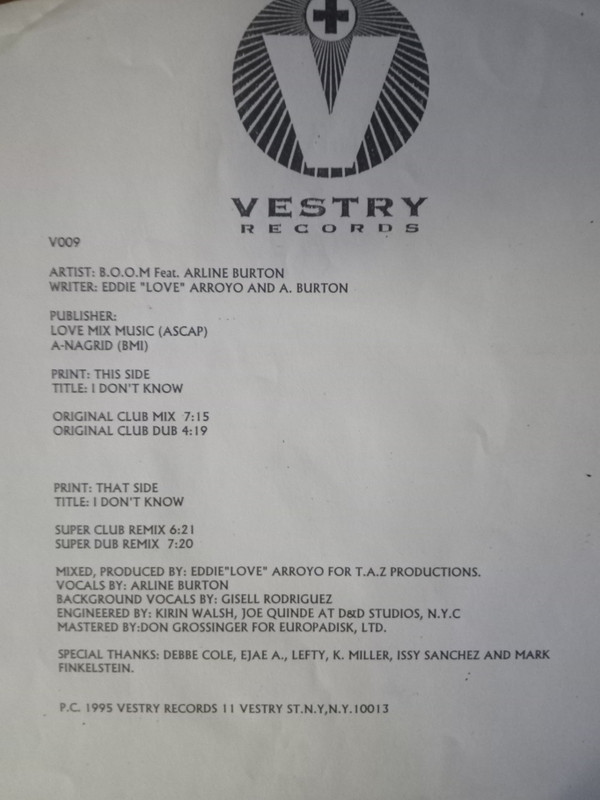 V
VESTRY
RECORDS
V009
ARTIST: B.O.O.M Feat. ARLINE BURTON
WRITER: EDDIE "LOVE" ARROYO AND A. BURTON
PUBLISHER:
LOVE MIX MUSIC (ASCAP)
A-NAGRID (BMI)
PRINT: THIS SIDE
TITLE: I DON'T KNOW
ORIGINAL CLUB MIX 7:15
ORIGINAL CLUB DUB 4:19
PRINT: THAT SIDE
TITLE: I DON'T KNOW
SUPER CLUB REMIX 6:21
SUPER DUB REMIX 7:20
MIXED, PRODUCED BY: EDDIE"LOVE" ARROYO FOR T.A.Z PRODUCTIONS.
VOCALS BY: ARLINE BURTON
BACKGROUND VOCALS BY: GISELL RODRIGUEZ
ENGINEERED BY: KIRIN WALSH, JOE QUINDE AT D&D STUDIOS, N.Y.C
MASTERED BY:DON GROSSINGER FOR EUROPADISK, LTD.
SPECIAL THANKS: DEBBE COLE, EJAE A., LEFTY, K. MILLER, ISSY SANCHEZ AND MARK
FINKELSTEIN.
P.C. 1995 VESTRY RECORDS 11 VESTRY ST.N.Y,N.Y.10013